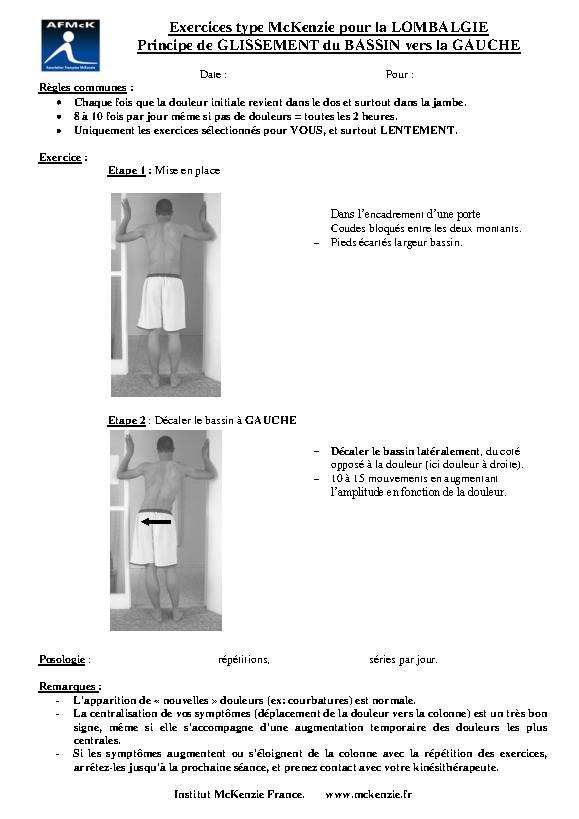 AFMcK
Association Française McKenzie
Exercices type McKenzie pour la LOMBALGIE
Principe de GLISSEMENT du BASSIN vers la GAUCHE
Date : Pour :
Règles communes :
• Chaque fois que la douleur initiale revient dans le dos et surtout dans la jambe.
• 8 à 10 fois par jour même si pas de douleurs = toutes les 2 heures.
• Uniquement les exercices sélectionnés pour VOUS, et surtout LENTEMENT.
Exercice :
Etape 1 : Mise en place
Dans l’encadrement d’une porte
Coudes bloqués entre les deux montants.
– Pieds écartés largeur bassin.
Etape 2 : Décaler le bassin à GAUCHE
– Décaler le bassin latéralement, du coté
opposé à la douleur (ici douleur à droite).
– 10 à 15 mouvements en augmentant
l’amplitude en fonction de la douleur.
Posologie : répétitions, séries par jour.
Remarques :
- L’apparition de « nouvelles » douleurs (ex: courbatures) est normale.
- La centralisation de vos symptômes (déplacement de la douleur vers la colonne) est un très bon
signe, même si elle s’accompagne d’une augmentation temporaire des douleurs les plus
centrales.
- Si les symptômes augmentent ou s’éloignent de la colonne avec la répétition des exercices,
arrêtez-les jusqu’à la prochaine séance, et prenez contact avec votre kinésithérapeute.
Institut McKenzie France. www.mckenzie.fr